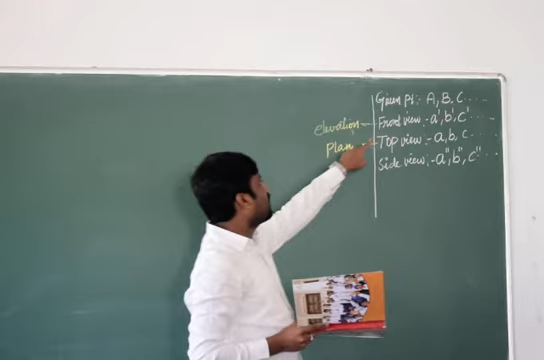 Given pt:- A, B, C.....
elevation - Front view:- a', b', c'.....
Plan - Top view:- a, b, c.....
Side view:- a", b", c"...